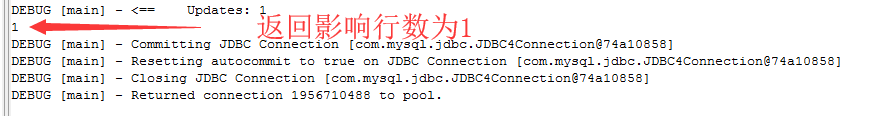 DEBUG [main] - <==    Updates: 1
1
返回影响行数为1
DEBUG [main] - Committing JDBC Connection [com.mysql.jdbc.JDBC4Connection@74a10858]
DEBUG [main] - Resetting autocommit to true on JDBC Connection [com.mysql.jdbc.JDBC4Connection@74a10858]
DEBUG [main] - Closing JDBC Connection [com.mysql.jdbc.JDBC4Connection@74a10858]
DEBUG [main] - Returned connection 1956710488 to pool.